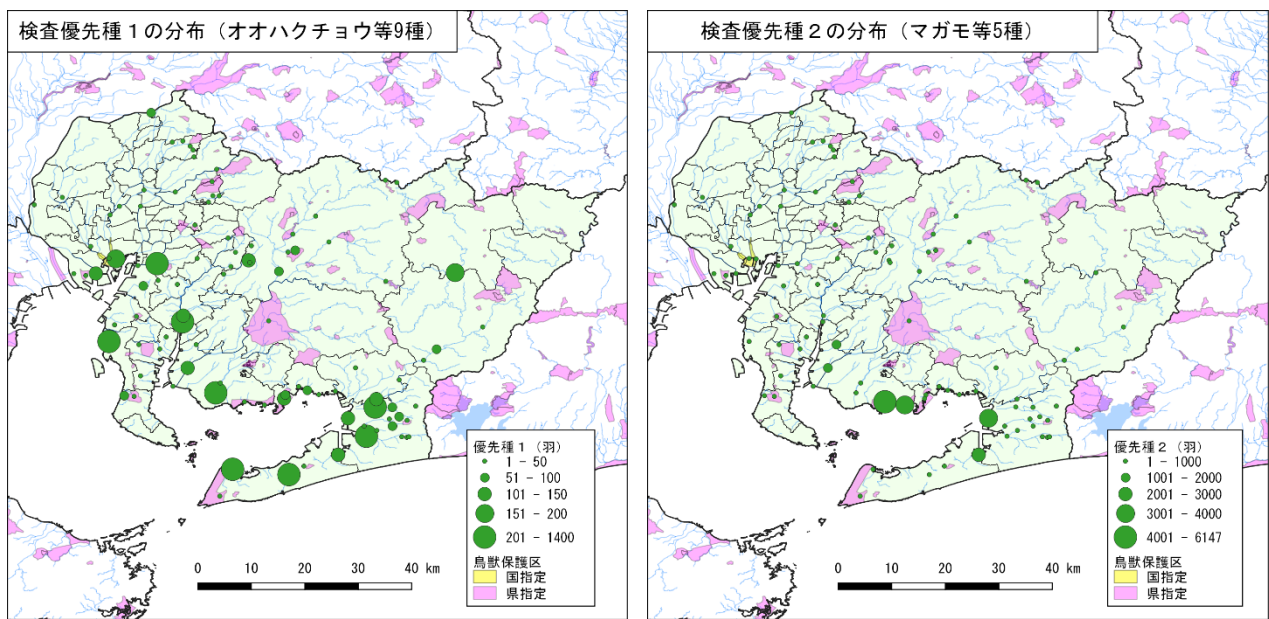 検査優先種１の分布（オオハクチョウ等9種）
優先種１（羽）
1 - 50
51 - 100
101 - 150
151 - 200
201 - 1400
鳥獣保護区
国指定
県指定
0 10 20 30 40 km
検査優先種２の分布（マガモ等5種）
優先種２（羽）
1 - 1000
1001 - 2000
2001 - 3000
3001 - 4000
4001 - 6147
鳥獣保護区
国指定
県指定
0 10 20 30 40 km